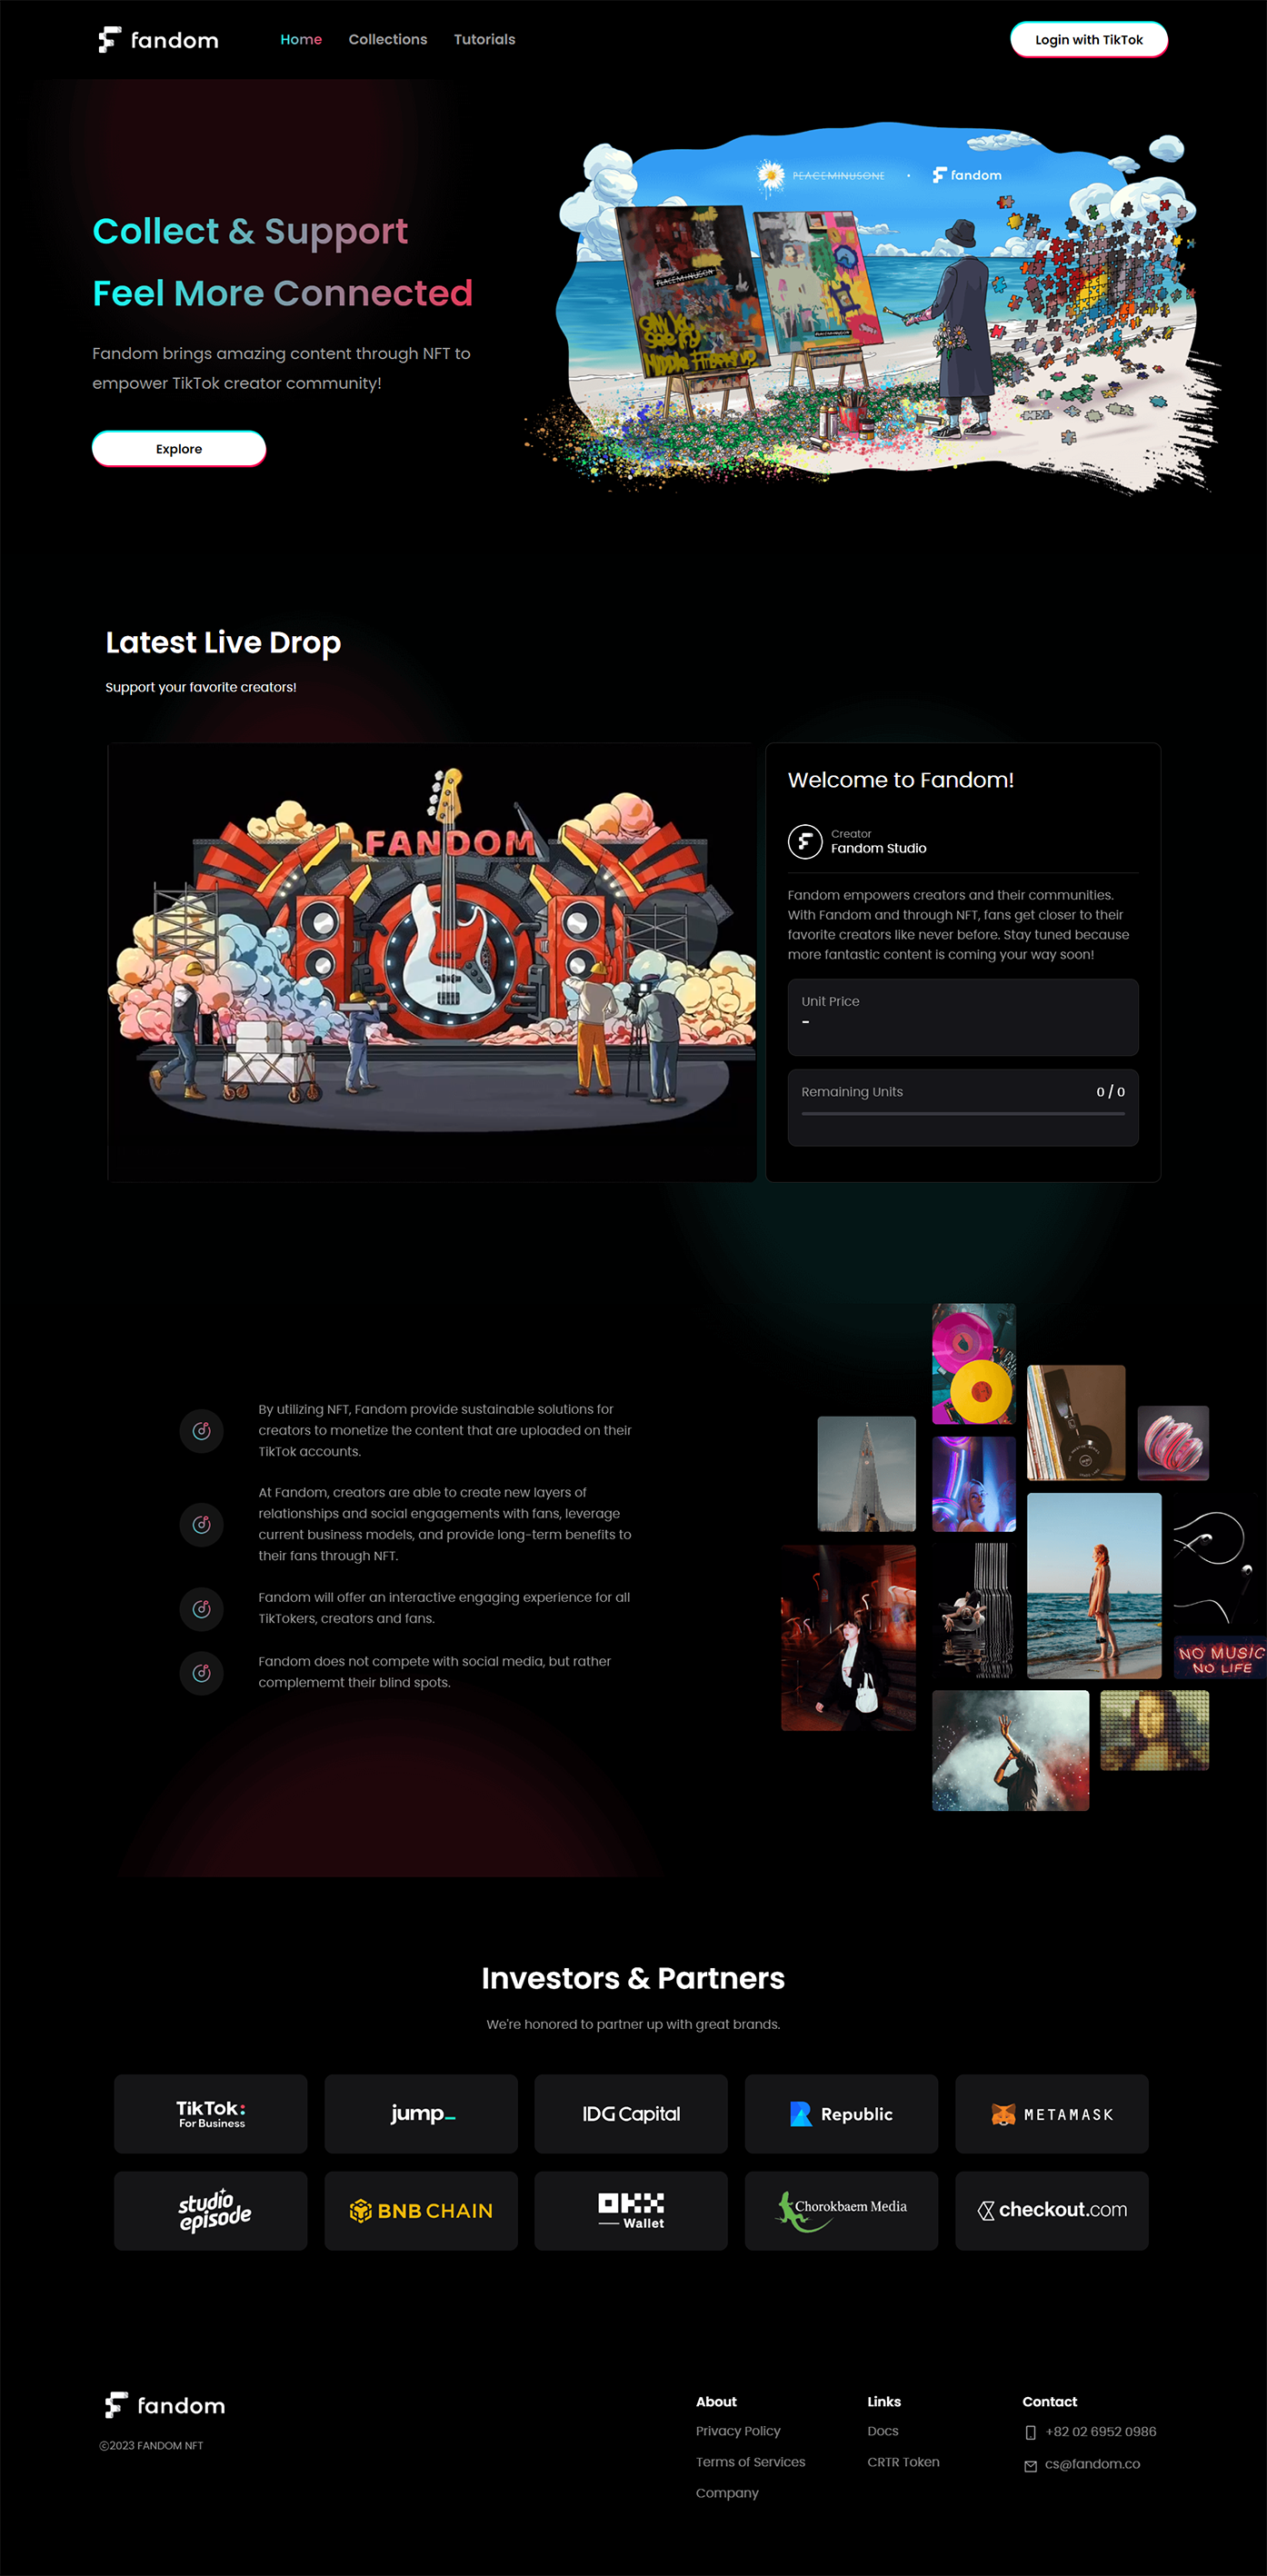 fandom
Home
Collections
Tutorials
Login with TikTok
PEACEMINUSONE • fandom
Collect & Support
Feel More Connected
Fandom brings amazing content through NFT to
empower TikTok creator community!
Explore
Latest Live Drop
Support your favorite creators!
FANDOM
Welcome to Fandom!
Creator
Fandom Studio
Fandom empowers creators and their communities.
With Fandom and through NFT, fans get closer to their
favorite creators like never before. Stay tuned because
more fantastic content is coming your way soon!
Unit Price
-
Remaining Units
0 / 0
By utilizing NFT, Fandom provide sustainable solutions for
creators to monetize the content that are uploaded on their
TikTok accounts.
At Fandom, creators are able to create new layers of
relationships and social engagements with fans, leverage
current business models, and provide long-term benefits to
their fans through NFT.
Fandom will offer an interactive engaging experience for all
TikTokers, creators and fans.
Fandom does not compete with social media, but rather
complememt their blind spots.
NO MUSIC
NO LIFE
Investors & Partners
We're honored to partner up with great brands.
TikTok:
For Business
jump_
IDG Capital
Republic
METAMASK
studio
episode
BNB CHAIN
OKX
Wallet
Chorokbaem Media
checkout.com
fandom
©2023 FANDOM NFT
About
Privacy Policy
Terms of Services
Company
Links
Docs
CRTR Token
Contact
+82 02 6952 0986
cs@fandom.co